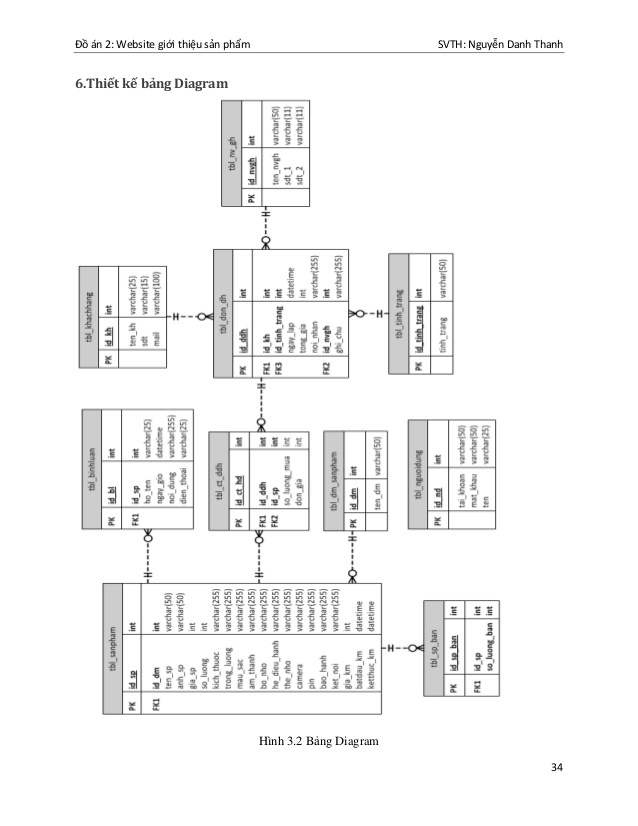 Đồ án 2: Website giới thiệu sản phẩm
SVTH: Nguyễn Danh Thanh
6.Thiết kế bảng Diagram
tbl_sanpham
PK id_sp int
FK1 id_dm int
ten_sp varchar(50)
anh_sp varchar(50)
gia_sp int
so_luong int
kich_thuoc varchar(255)
trong_luong varchar(255)
mau_sac varchar(255)
am_thanh varchar(255)
bo_nho varchar(255)
he_dieu_hanh varchar(255)
the_nho varchar(255)
camera varchar(255)
pin varchar(255)
bao_hanh varchar(255)
ket_noi varchar(255)
gia_km int
batdau_km datetime
ketthuc_km datetime
tbl_binhluan
PK id_bl int
FK1 id_sp int
ho_ten varchar(25)
ngay_gio datetime
noi_dung varchar(255)
dien_thoai varchar(25)
tbl_khachhang
PK id_kh int
ten_kh varchar(25)
sdt varchar(15)
mail varchar(100)
tbl_ct_ddh
PK id_ct_hd int
FK1 id_ddh int
FK2 id_sp int
so_luong_mua int
don_gia int
tbl_don_dh
PK id_ddh int
FK1 id_kh int
FK3 id_tinh_trang int
ngay_lap datetime
tong_gia int
noi_nhan varchar(255)
FK2 id_nvgh int
ghi_chu varchar(255)
tbl_nv_gh
PK id_nvgh int
ten_nvgh varchar(50)
sdt_1 varchar(11)
sdt_2 varchar(11)
tbl_dm_sanpham
PK id_dm int
ten_dm varchar(50)
tbl_tinh_trang
PK id_tinh_trang int
tinh_trang varchar(50)
tbl_sp_ban
PK id_sp_ban int
FK1 id_sp int
so_luong_ban int
tbl_nguoidung
PK id_nd int
tai_khoan varchar(50)
mat_khau varchar(50)
ten varchar(25)
Hình 3.2 Bảng Diagram
34